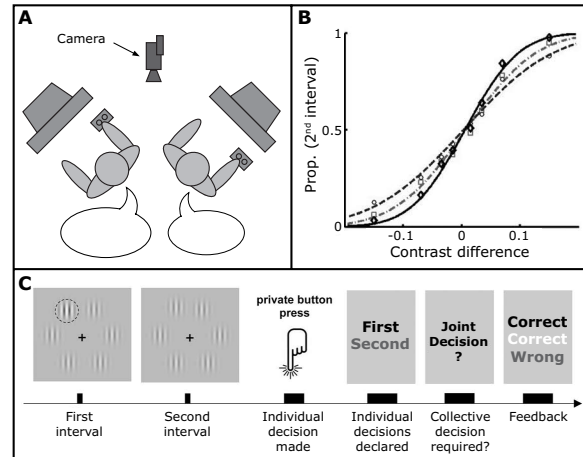 A
Camera
B
Prop. (2nd interval)
1
0.5
0
-0.1
0
0.1
Contrast difference
C
private button
press
First
Second
Joint
Decision
?
Correct
Correct
Wrong
First
interval
Second
interval
Individual
decision
made
Individual
decisions
declared
Collective
decision
required?
Feedback